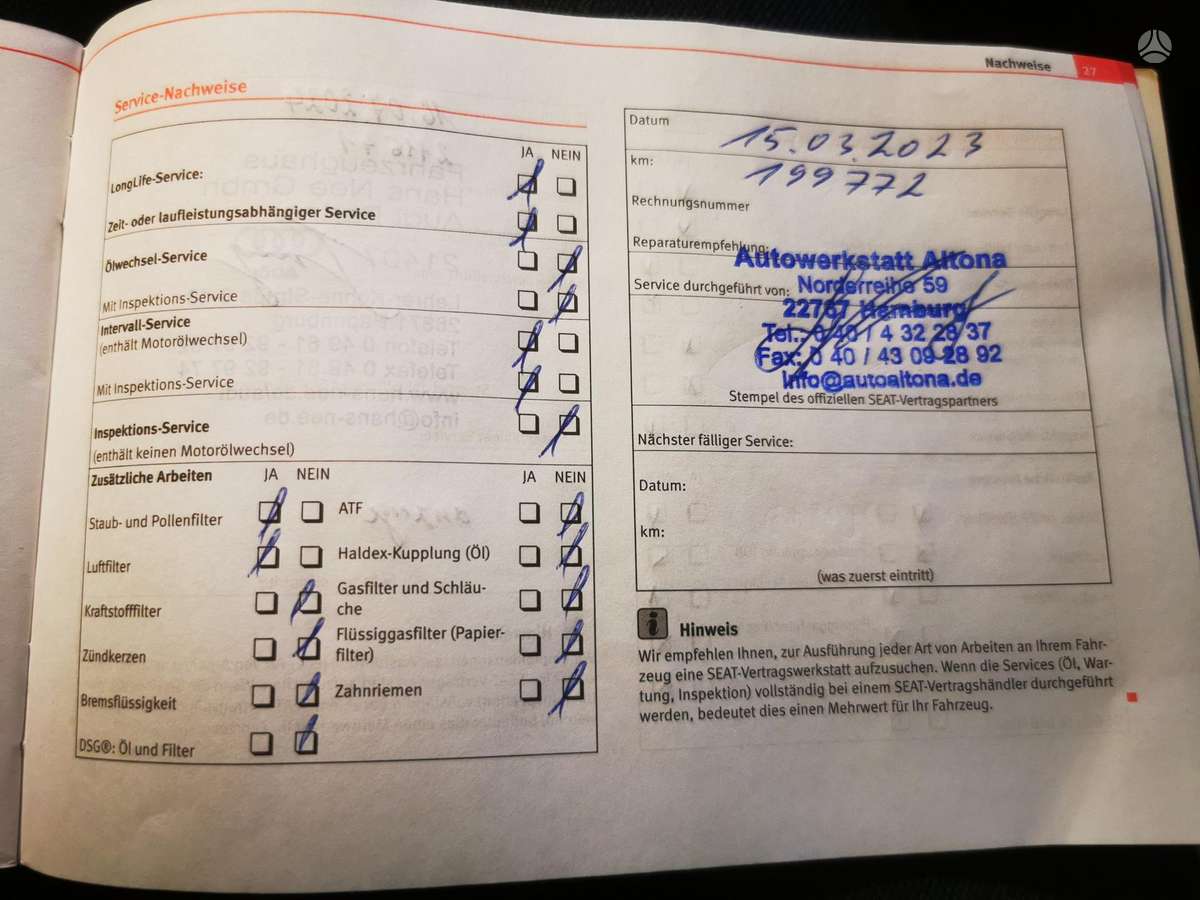 Nachweise 27
Service-Nachweise
JA NEIN
LongLife-Service:
Zeit- oder laufleistungsabhängiger Service
Ölwechsel-Service
Mit Inspektions-Service
Intervall-Service
(enthält Motorölwechsel)
Mit Inspektions-Service
Inspektions-Service
(enthält keinen Motorölwechsel)
Zusätzliche Arbeiten JA NEIN JA NEIN
Staub- und Pollenfilter ATF
Luftfilter Haldex-Kupplung (Öl)
Kraftstofffilter Gasfilter und Schläu-
che
Zündkerzen Flüssiggasfilter (Papier-
filter)
Bremsflüssigkeit Zahnriemen
DSG®: Öl und Filter
Datum 15.03.2023
km: 199772
Rechnungsnummer
Reparaturempfehlung:
Autowerkstatt Altona
Service durchgeführt von: Norderreihe 59
22767 Hamburg
Tel.: 0 40 / 4 32 28 37
Fax: 0 40 / 43 09 28 92
info@autoaltona.de
Stempel des offiziellen SEAT-Vertragspartners
Nächster fälliger Service:
Datum:
km:
(was zuerst eintritt)
Hinweis
Wir empfehlen Ihnen, zur Ausführung jeder Art von Arbeiten an Ihrem Fahr-
zeug eine SEAT-Vertragswerkstatt aufzusuchen. Wenn die Services (Öl, War-
tung, Inspektion) vollständig bei einem SEAT-Vertragshändler durchgeführt
werden, bedeutet dies einen Mehrwert für Ihr Fahrzeug.